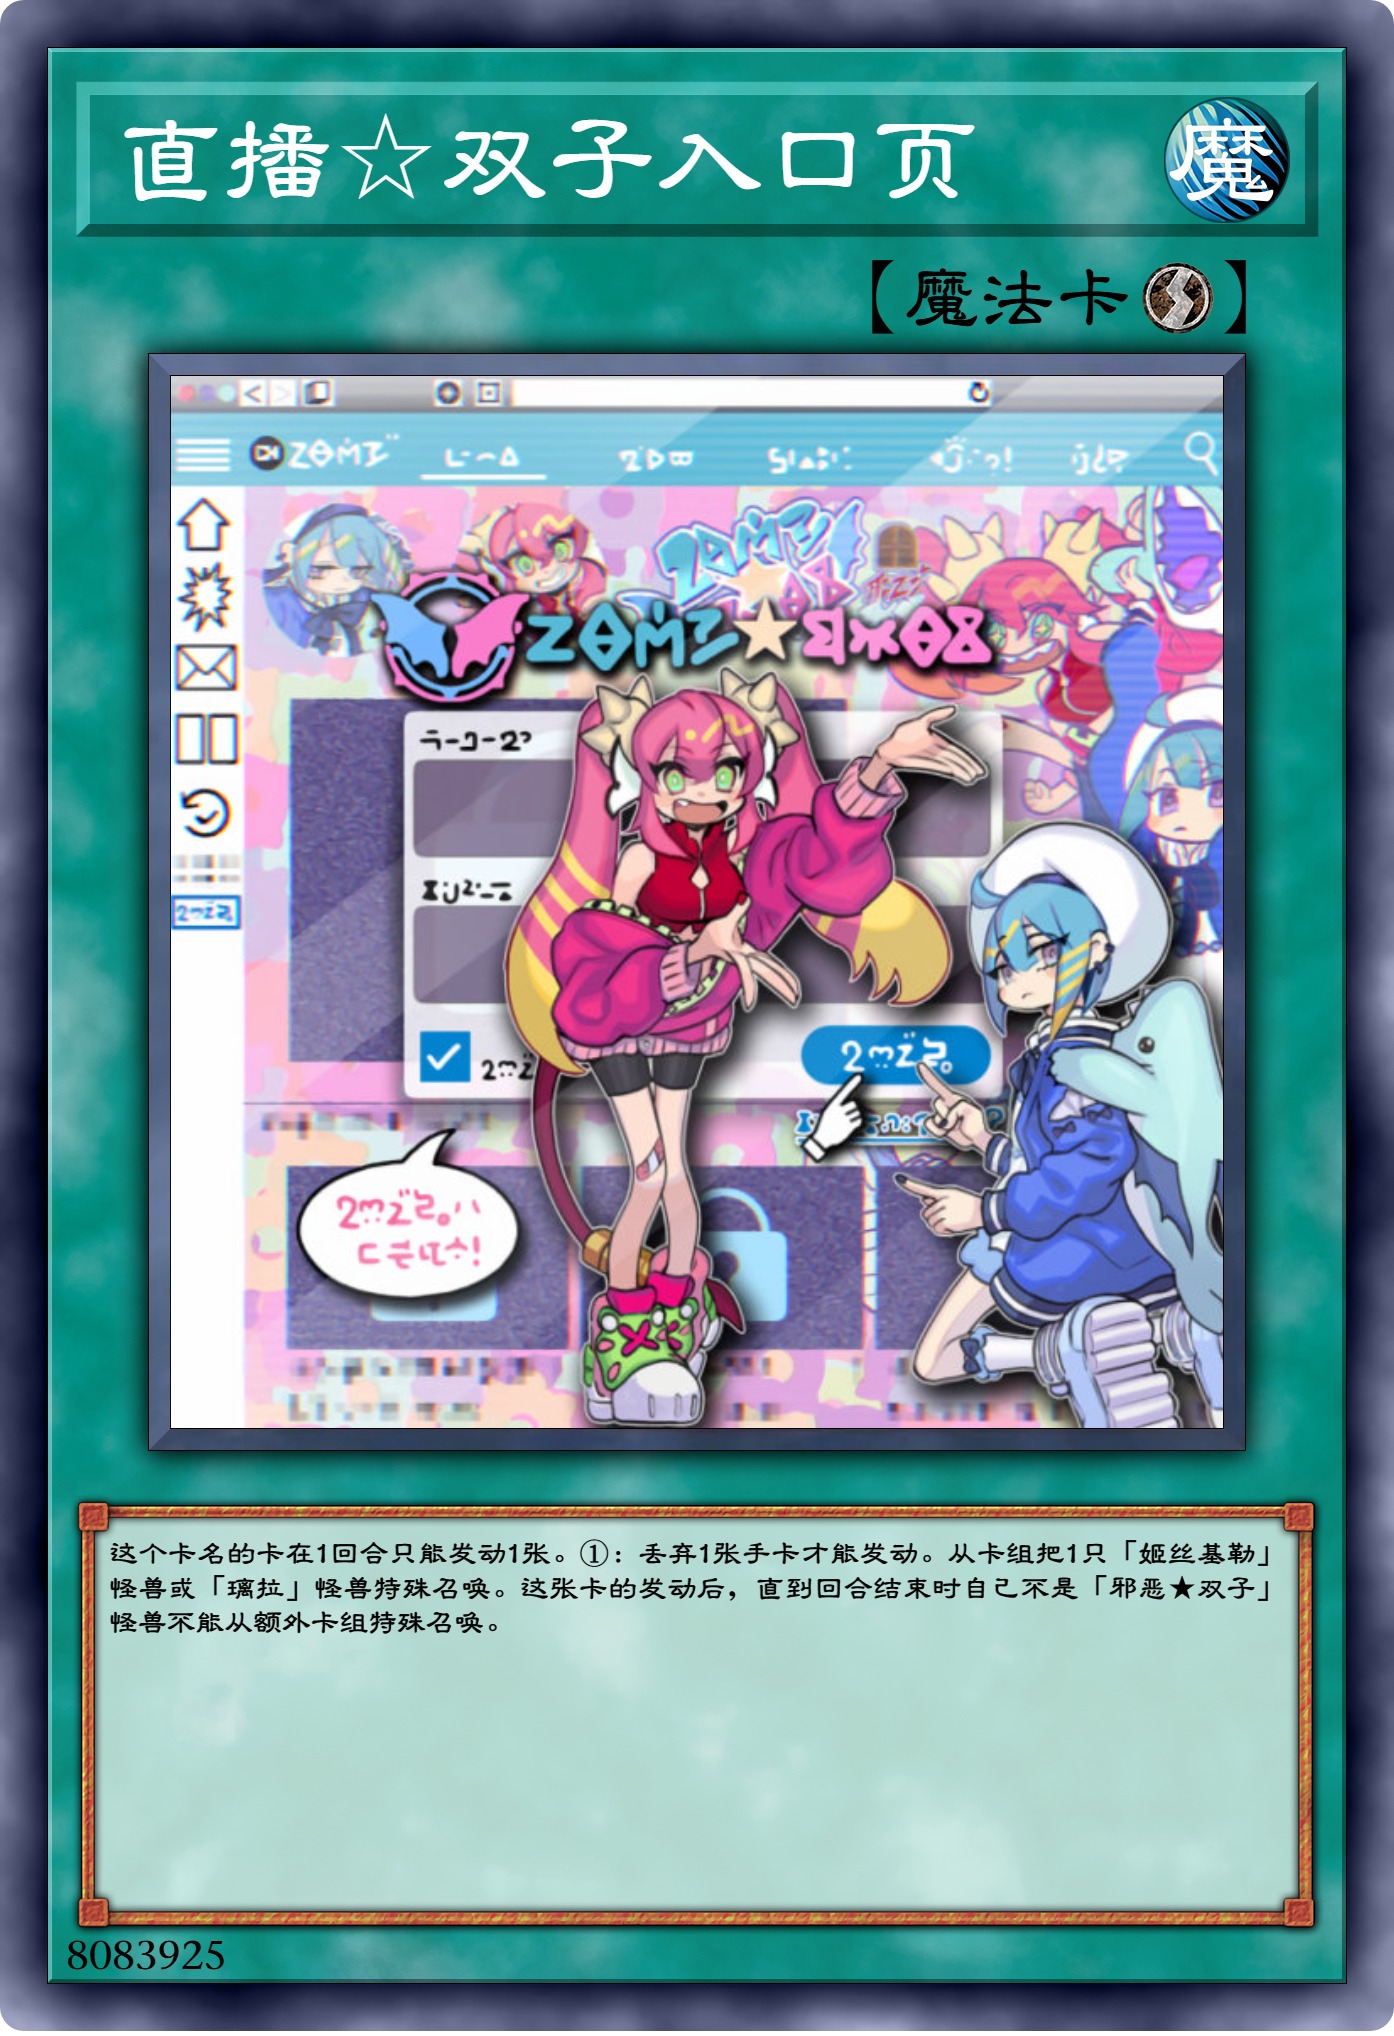 直播☆双子入口页
魔
【魔法卡】
这个卡名的卡在1回合只能发动1张。①：丢弃1张手卡才能发动。从卡组把1只「姬丝基勒」
怪兽或「璃拉」怪兽特殊召唤。这张卡的发动后，直到回合结束时自己不是「邪恶★双子」
怪兽不能从额外卡组特殊召唤。
8083925